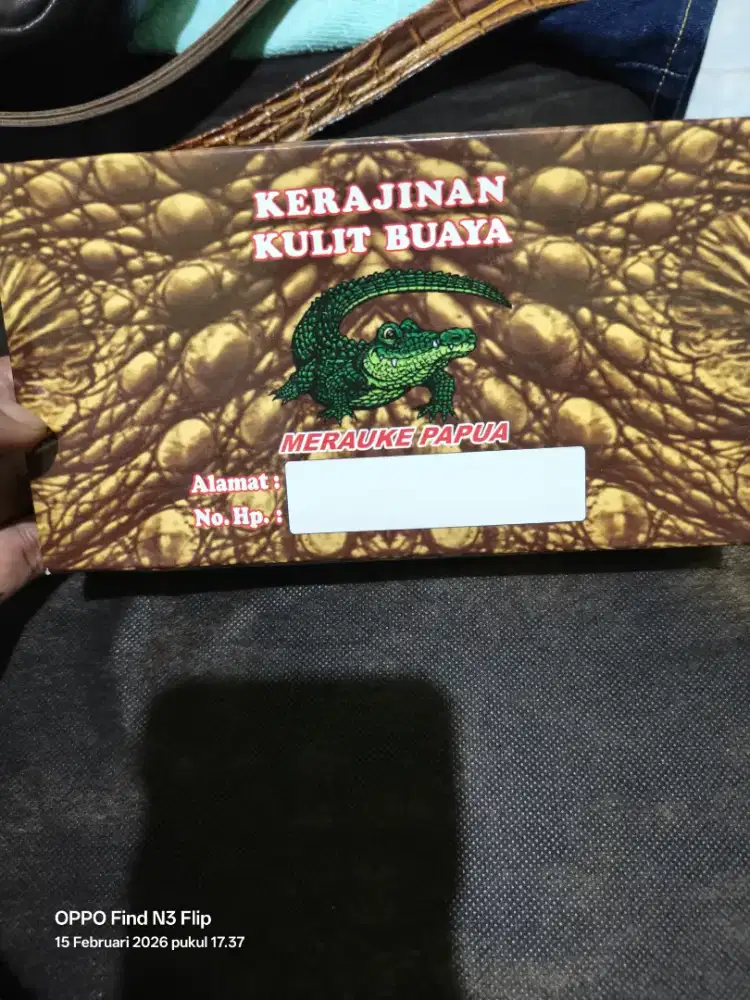 KERAJINAN
KULIT BUAYA
MERAUKE PAPUA
Alamat :
No. Hp. :
OPPO Find N3 Flip
15 Februari 2026 pukul 17.37